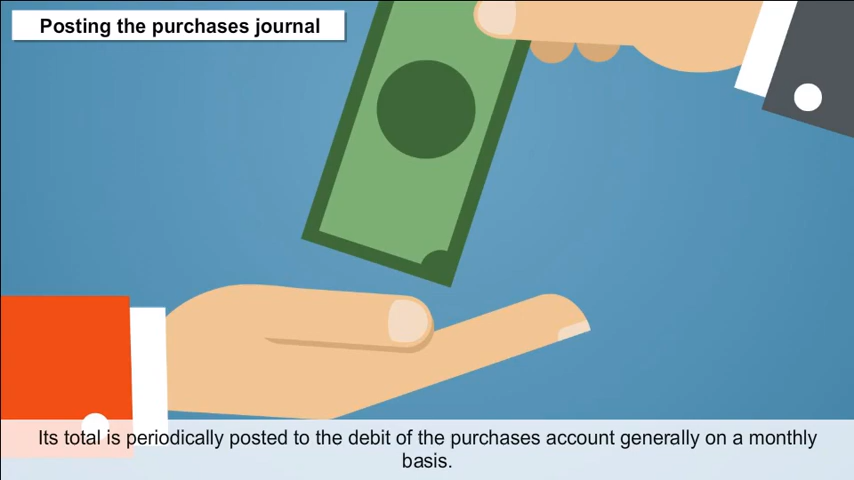 Posting the purchases journal
Its total is periodically posted to the debit of the purchases account generally on a monthly
basis.